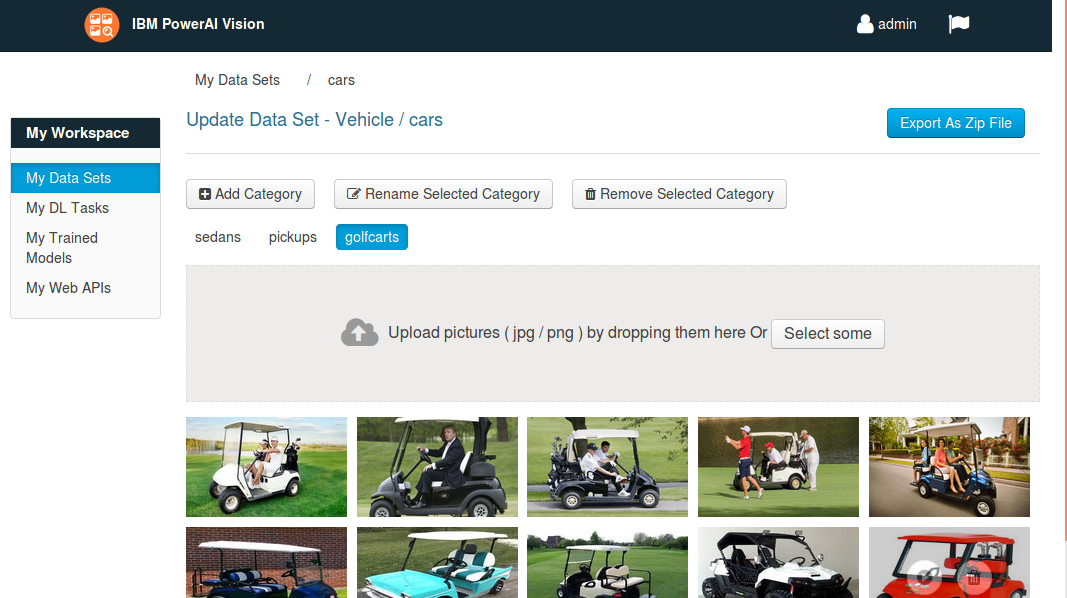 IBM PowerAI Vision
admin
My Data Sets / cars
Update Data Set - Vehicle / cars
Export As Zip File
My Workspace
My Data Sets
My DL Tasks
My Trained
Models
My Web APIs
Add Category
Rename Selected Category
Remove Selected Category
sedans
pickups
golfcarts
Upload pictures ( jpg / png ) by dropping them here Or Select some